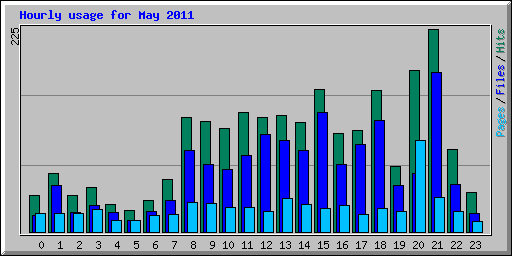 Hourly usage for May 2011
225
Pages/Files/Hits
0 1 2 3 4 5 6 7 8 9 10 11 12 13 14 15 16 17 18 19 20 21 22 23